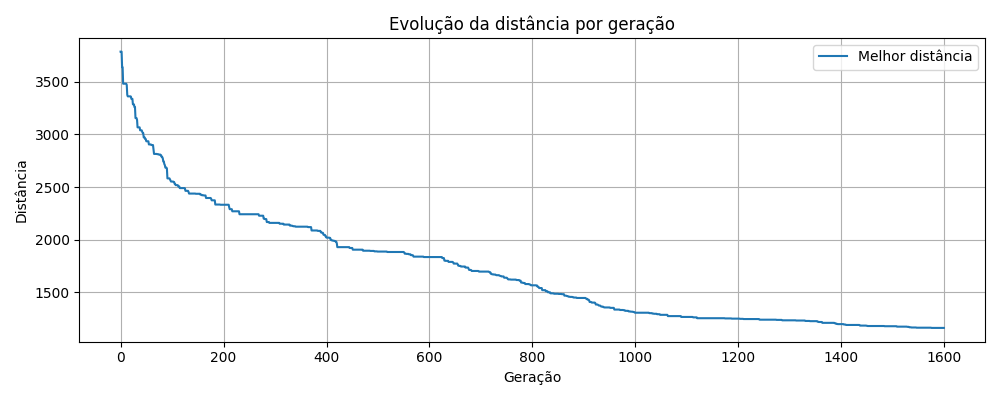 Evolução da distância por geração
Melhor distância
Distância
3500
3000
2500
2000
1500
0 200 400 600 800 1000 1200 1400 1600
Geração